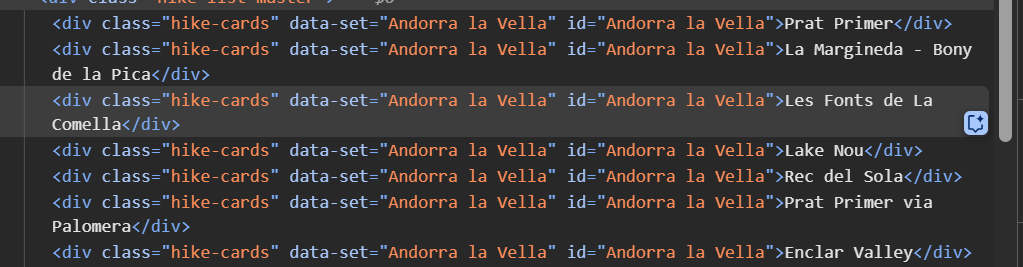 <div class="hike-list-master"> == $0
<div class="hike-cards" data-set="Andorra la Vella" id="Andorra la Vella">Prat Primer</div>
<div class="hike-cards" data-set="Andorra la Vella" id="Andorra la Vella">La Margineda - Bony
de la Pica</div>
<div class="hike-cards" data-set="Andorra la Vella" id="Andorra la Vella">Les Fonts de La
Comella</div>
<div class="hike-cards" data-set="Andorra la Vella" id="Andorra la Vella">Lake Nou</div>
<div class="hike-cards" data-set="Andorra la Vella" id="Andorra la Vella">Rec del Sola</div>
<div class="hike-cards" data-set="Andorra la Vella" id="Andorra la Vella">Prat Primer via
Palomera</div>
<div class="hike-cards" data-set="Andorra la Vella" id="Andorra la Vella">Enclar Valley</div>